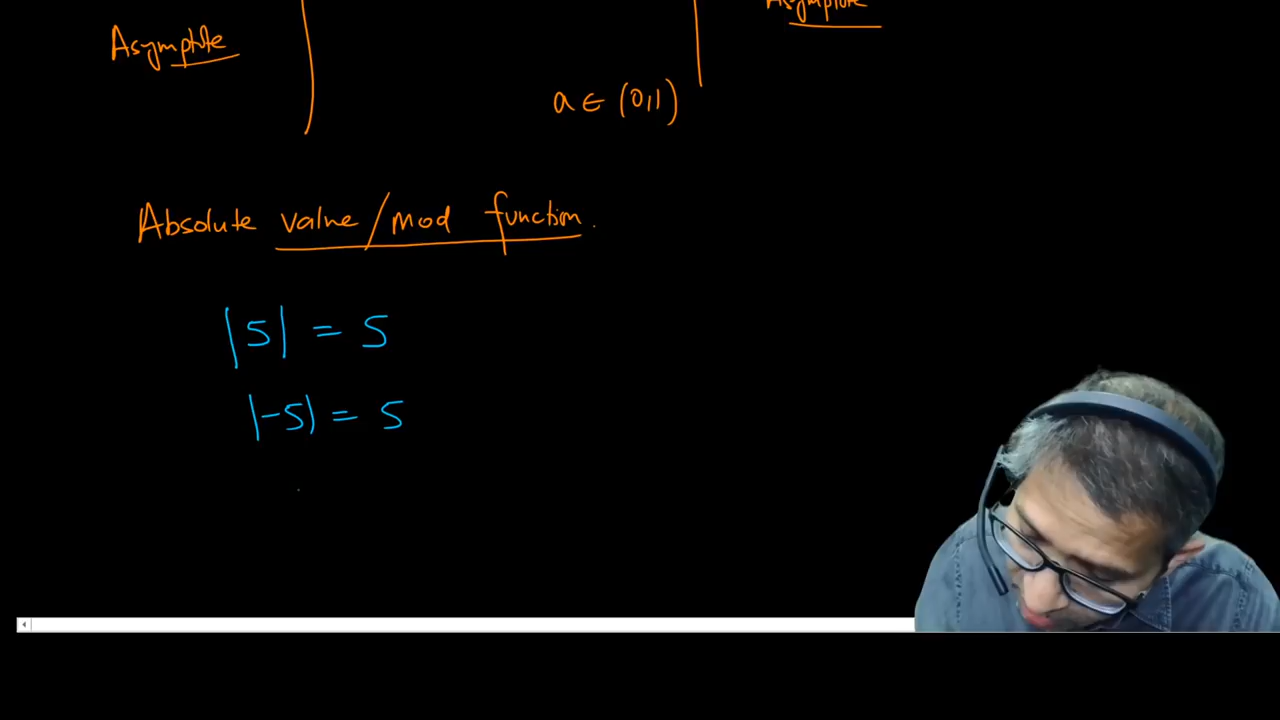 Asymptote
Asymptote
a ∈ (0,1)
Absolute value/mod function.
|5| = 5
|-5| = 5